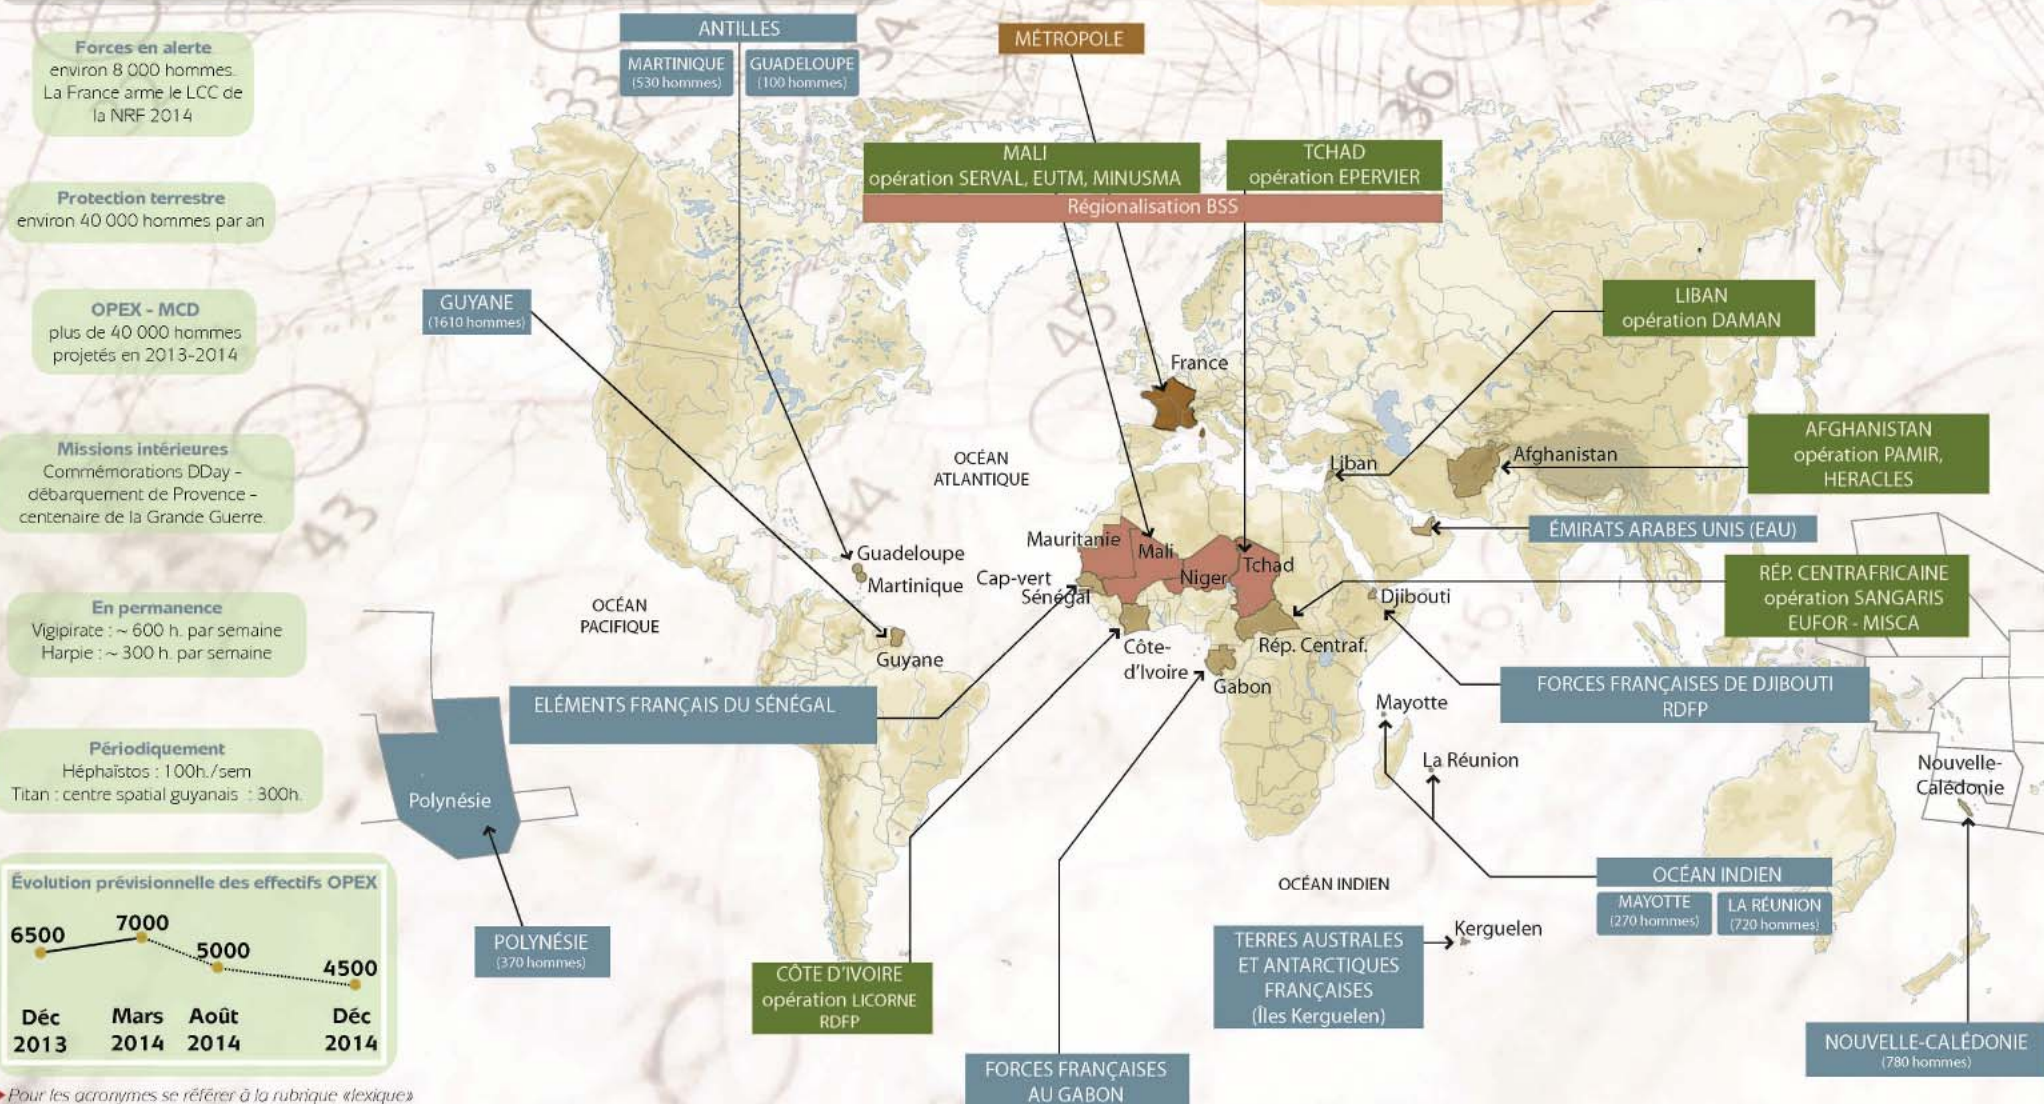 Forces en alerte
environ 8 000 hommes.
La France arme le LCC de
la NRF 2014
Protection terrestre
environ 40 000 hommes par an
OPEX - MCD
plus de 40 000 hommes
projetés en 2013-2014
Missions intérieures
Commémorations DDay –
débarquement de Provence –
centenaire de la Grande Guerre.
En permanence
Vigipirate : ~ 600 h. par semaine
Harpie : ~ 300 h. par semaine
Périodiquement
Héphaïstos : 100h./sem
Titan : centre spatial guyanais : 300h.
Évolution prévisionnelle des effectifs OPEX
6500
7000
5000
4500
Déc
2013
Mars
2014
Août
2014
Déc
2014
Pour les acronymes se référer à la rubrique «lexique»
ANTILLES
MARTINIQUE
(530 hommes)
GUADELOUPE
(100 hommes)
MÉTROPOLE
MALI
opération SERVAL, EUTM, MINUSMA
TCHAD
opération EPERVIER
Régionalisation BSS
GUYANE
(1610 hommes)
LIBAN
opération DAMAN
France
AFGHANISTAN
opération PAMIR,
HERACLES
Liban
Afghanistan
OCÉAN
ATLANTIQUE
ÉMIRATS ARABES UNIS (EAU)
Mauritanie
Mali
Niger
Tchad
Guadeloupe
Martinique
Cap-vert
Sénégal
Djibouti
RÉP. CENTRAFRICAINE
opération SANGARIS
EUFOR - MISCA
OCÉAN
PACIFIQUE
Guyane
Côte-
d'Ivoire
Rép. Centraf.
Gabon
ELÉMENTS FRANÇAIS DU SÉNÉGAL
FORCES FRANÇAISES DE DJIBOUTI
RDFP
Mayotte
La Réunion
Nouvelle-
Calédonie
Polynésie
OCÉAN INDIEN
OCÉAN INDIEN
MAYOTTE
(270 hommes)
LA RÉUNION
(720 hommes)
POLYNÉSIE
(370 hommes)
TERRES AUSTRALES
ET ANTARCTIQUES
FRANÇAISES
(Îles Kerguelen)
Kerguelen
CÔTE D'IVOIRE
opération LICORNE
RDFP
FORCES FRANÇAISES
AU GABON
NOUVELLE-CALÉDONIE
(780 hommes)
33
34
36
45
44
43